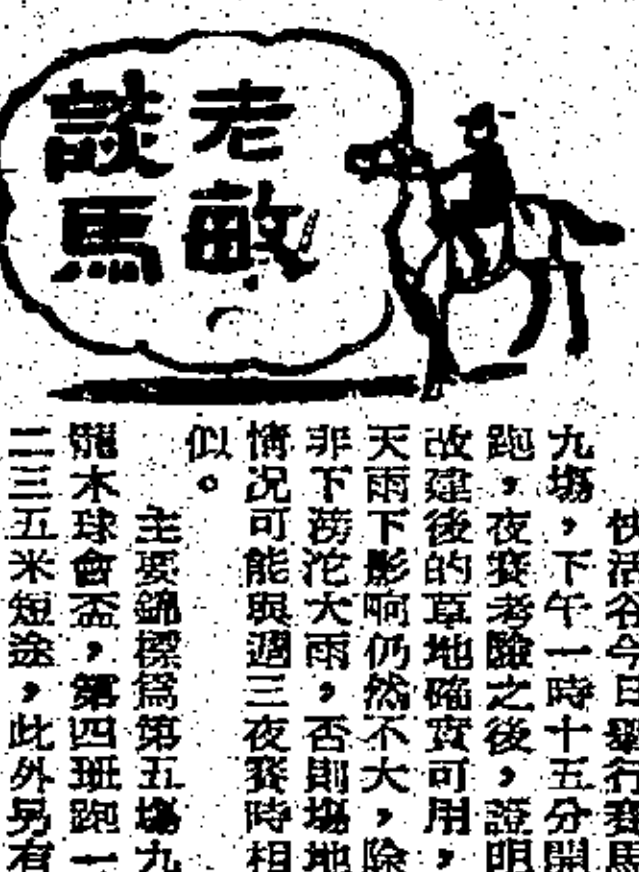 老敏
談馬
快活谷今日舉行賽馬
九場，下午一時十五分開
跑，夜賽考驗之後，證明
改建後的草地確實可用，
天雨下影啊仍然不大，除
非下滂沱大雨，否則場地
情況可能與週三夜賽時相
似。
主要錦標爲第五場九
龍木球會盃，第四班跑一
二三五米短途，此外另有